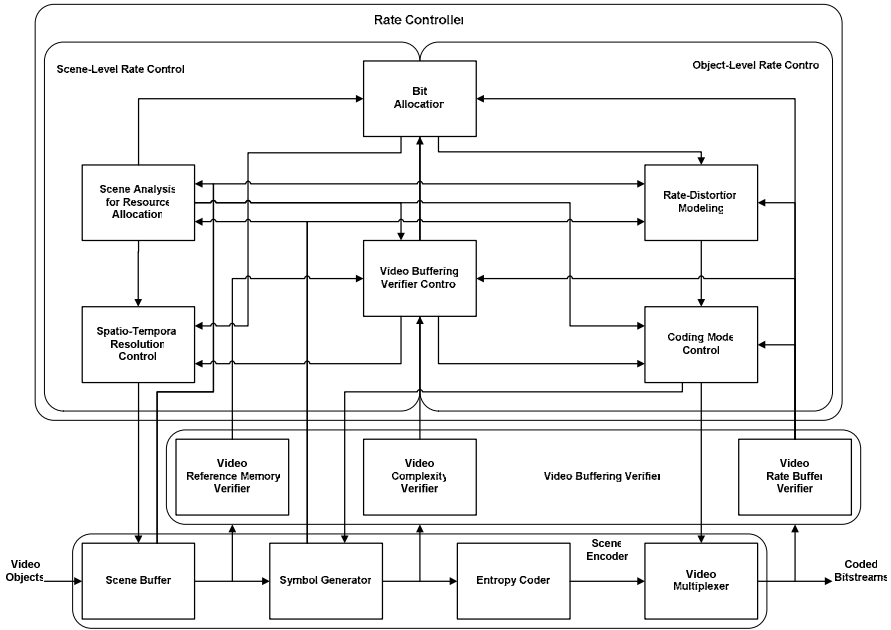 Rate Controller
Scene-Level Rate Control
Object-Level Rate Contro
Bit
Allocation
Scene Analysis
for Resource
Allocation
Rate-Distortion
Modeling
Video Buffering
Verifier Contro
Spatio-Tempora
Resolution
Control
Coding Mode
Control
Video
Reference Memory
Verifier
Video
Complexity
Verifier
Video Buffering Verifier
Video
Rate Buffer
Verifier
Video
Objects
Scene Buffer
Symbol Generator
Entropy Coder
Scene
Encoder
Video
Multiplexer
Coded
Bitstreams